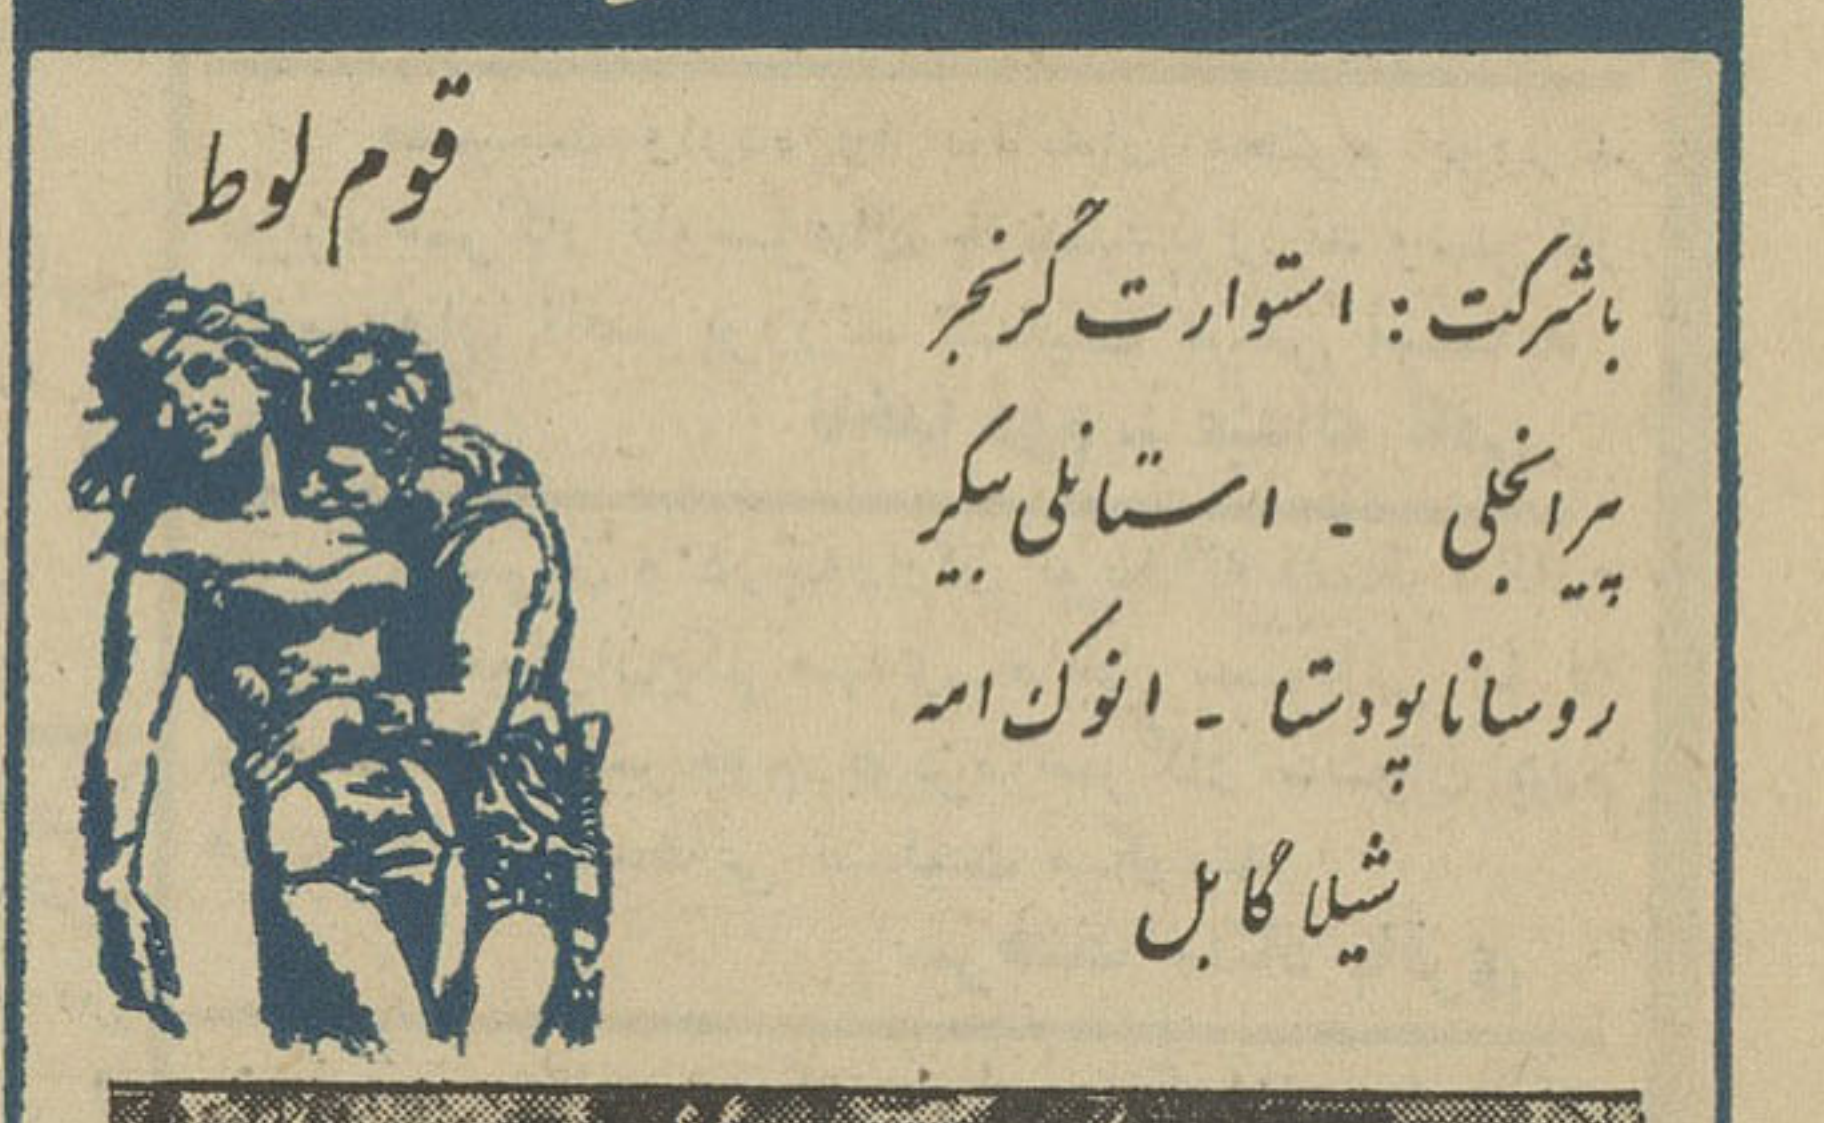 قوم لوط
باشرکت : استوارت گرنجر
پیرانجلی - استانلی بیکر
روسانا پودستا - انوک امه
شیلا گابل